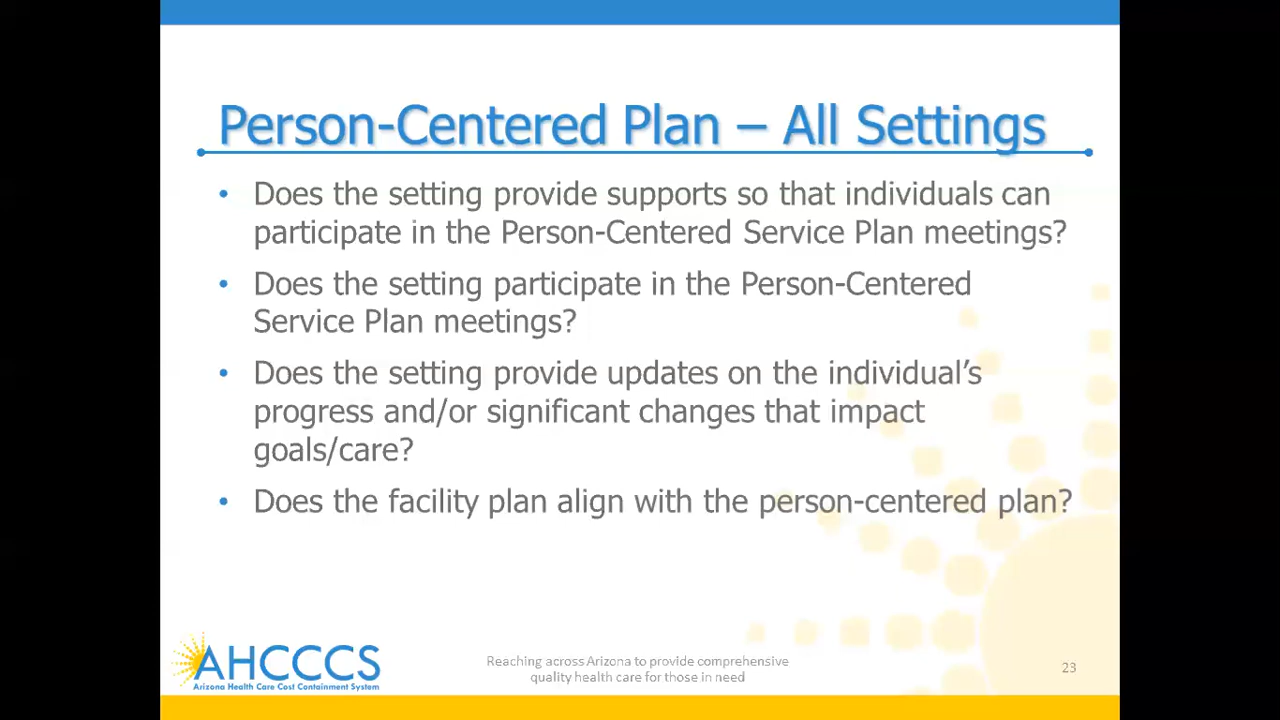 Person-Centered Plan – All Settings
• Does the setting provide supports so that individuals can
participate in the Person-Centered Service Plan meetings?
• Does the setting participate in the Person-Centered
Service Plan meetings?
• Does the setting provide updates on the individual’s
progress and/or significant changes that impact
goals/care?
• Does the facility plan align with the person-centered plan?
AHCCCS
Arizona Health Care Cost Containment System
Reaching across Arizona to provide comprehensive
quality health care for those in need
23